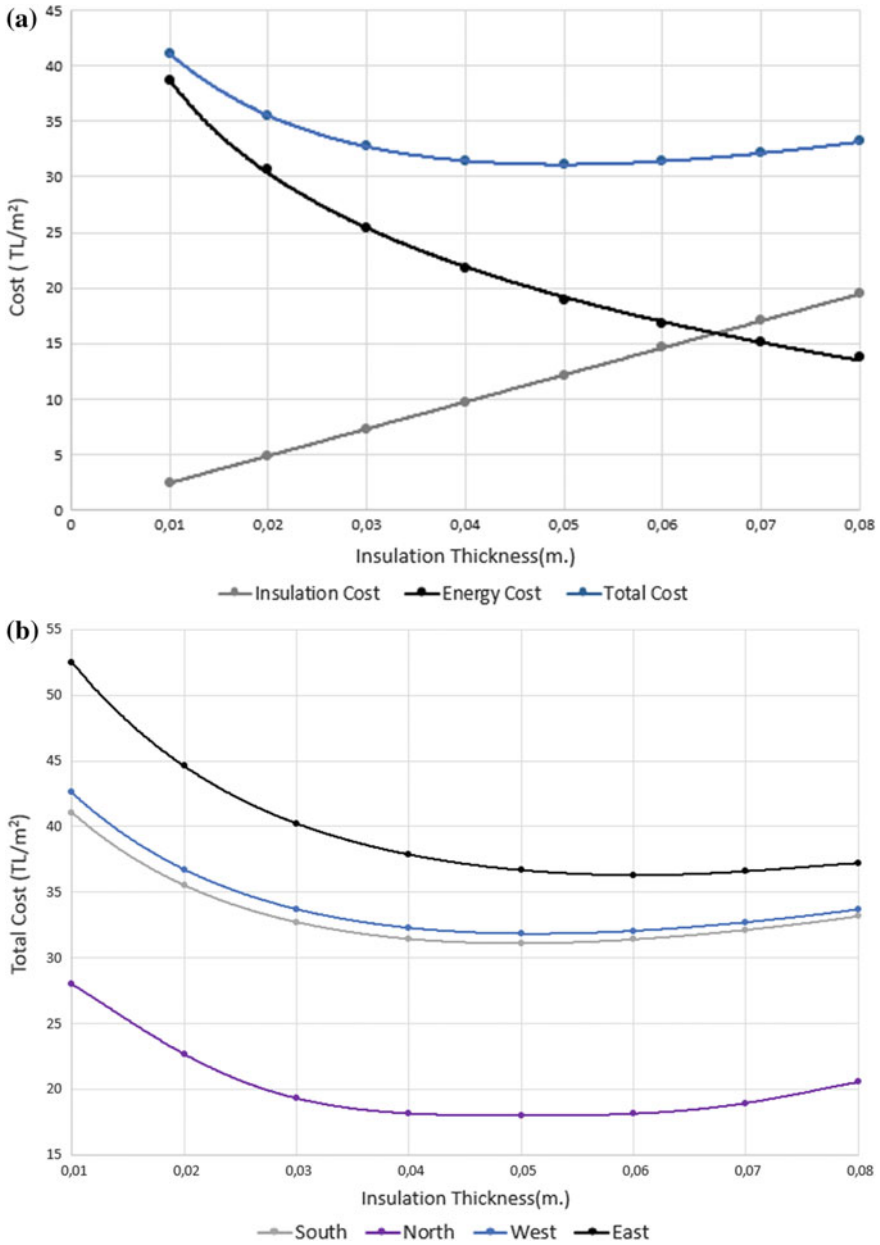 (a)
45
40
35
30
25
20
15
10
5
0
Cost ( TL/m²)
0 0,01 0,02 0,03 0,04 0,05 0,06 0,07 0,08
Insulation Thickness(m.)
Insulation Cost Energy Cost Total Cost
(b)
55
50
45
40
35
30
25
20
15
Total Cost (TL/m²)
0,01 0,02 0,03 0,04 0,05 0,06 0,07 0,08
Insulation Thickness(m.)
South North West East